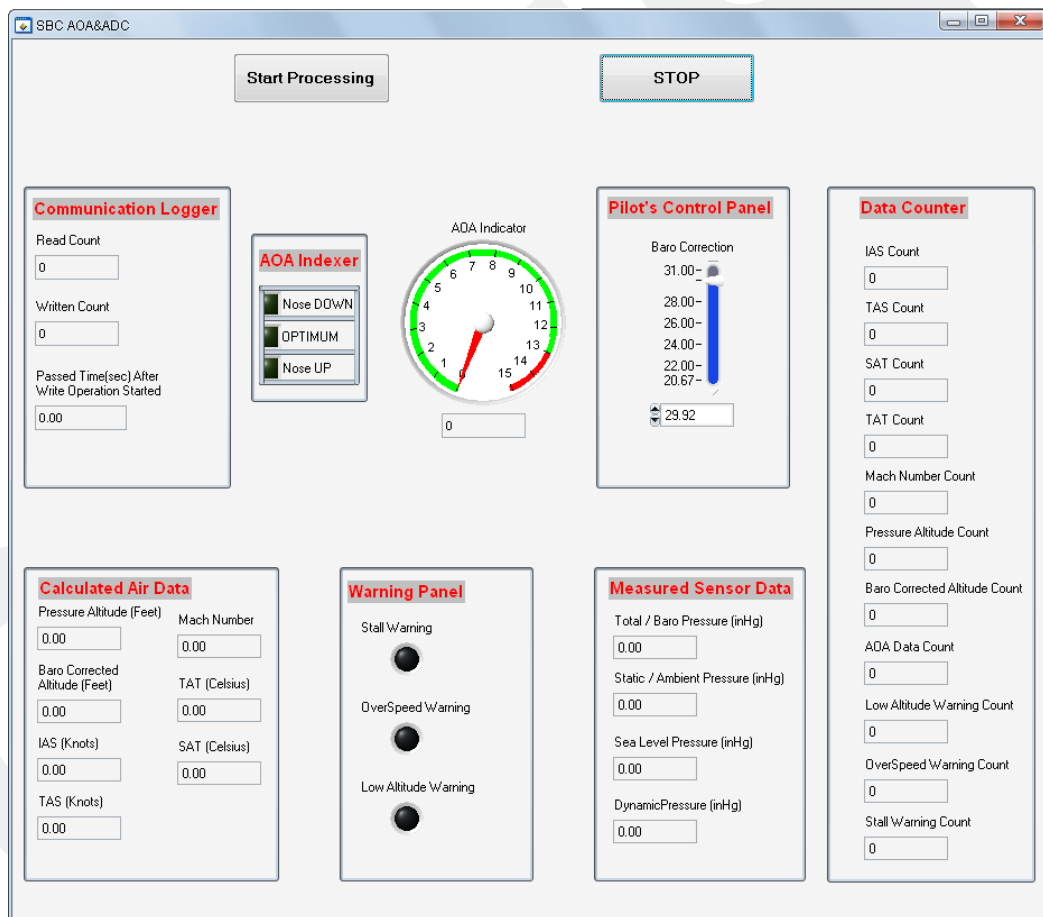 SBC AOA&ADC
Start Processing
STOP
Communication Logger
Read Count
0
Written Count
0
Passed Time(sec) After
Write Operation Started
0.00
AOA Indexer
Nose DOWN
OPTIMUM
Nose UP
AOA Indicator
0
1
2
3
4
5
6
7
8
9
10
11
12
13
14
15
0
Pilot's Control Panel
Baro Correction
31.00
28.00
26.00
24.00
22.00
20.67
29.92
Data Counter
IAS Count
0
TAS Count
0
SAT Count
0
TAT Count
0
Mach Number Count
0
Pressure Altitude Count
0
Baro Corrected Altitude Count
0
AOA Data Count
0
Low Altitude Warning Count
0
OverSpeed Warning Count
0
Stall Warning Count
0
Calculated Air Data
Pressure Altitude (Feet)
0.00
Baro Corrected
Altitude (Feet)
0.00
IAS (Knots)
0.00
TAS (Knots)
0.00
Mach Number
0.00
TAT (Celsius)
0.00
SAT (Celsius)
0.00
Warning Panel
Stall Warning
OverSpeed Warning
Low Altitude Warning
Measured Sensor Data
Total / Baro Pressure (inHg)
0.00
Static / Ambient Pressure (inHg)
0.00
Sea Level Pressure (inHg)
0.00
DynamicPressure (inHg)
0.00